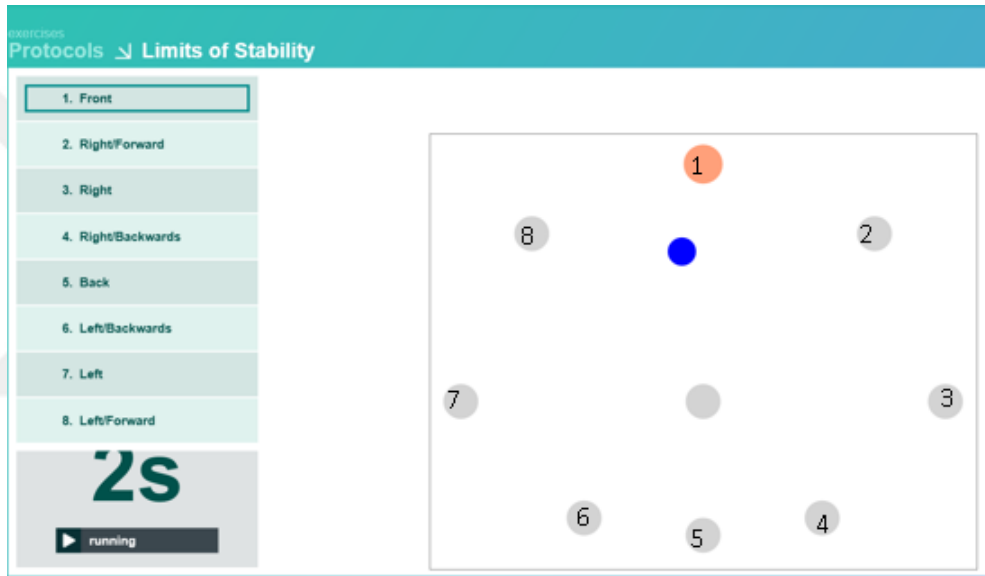 exercises
Protocols ↘ Limits of Stability
1. Front
2. Right/Forward
3. Right
4. Right/Backwards
5. Back
6. Left/Backwards
7. Left
8. Left/Forward
2s
running
1
8
2
7
3
6
5
4